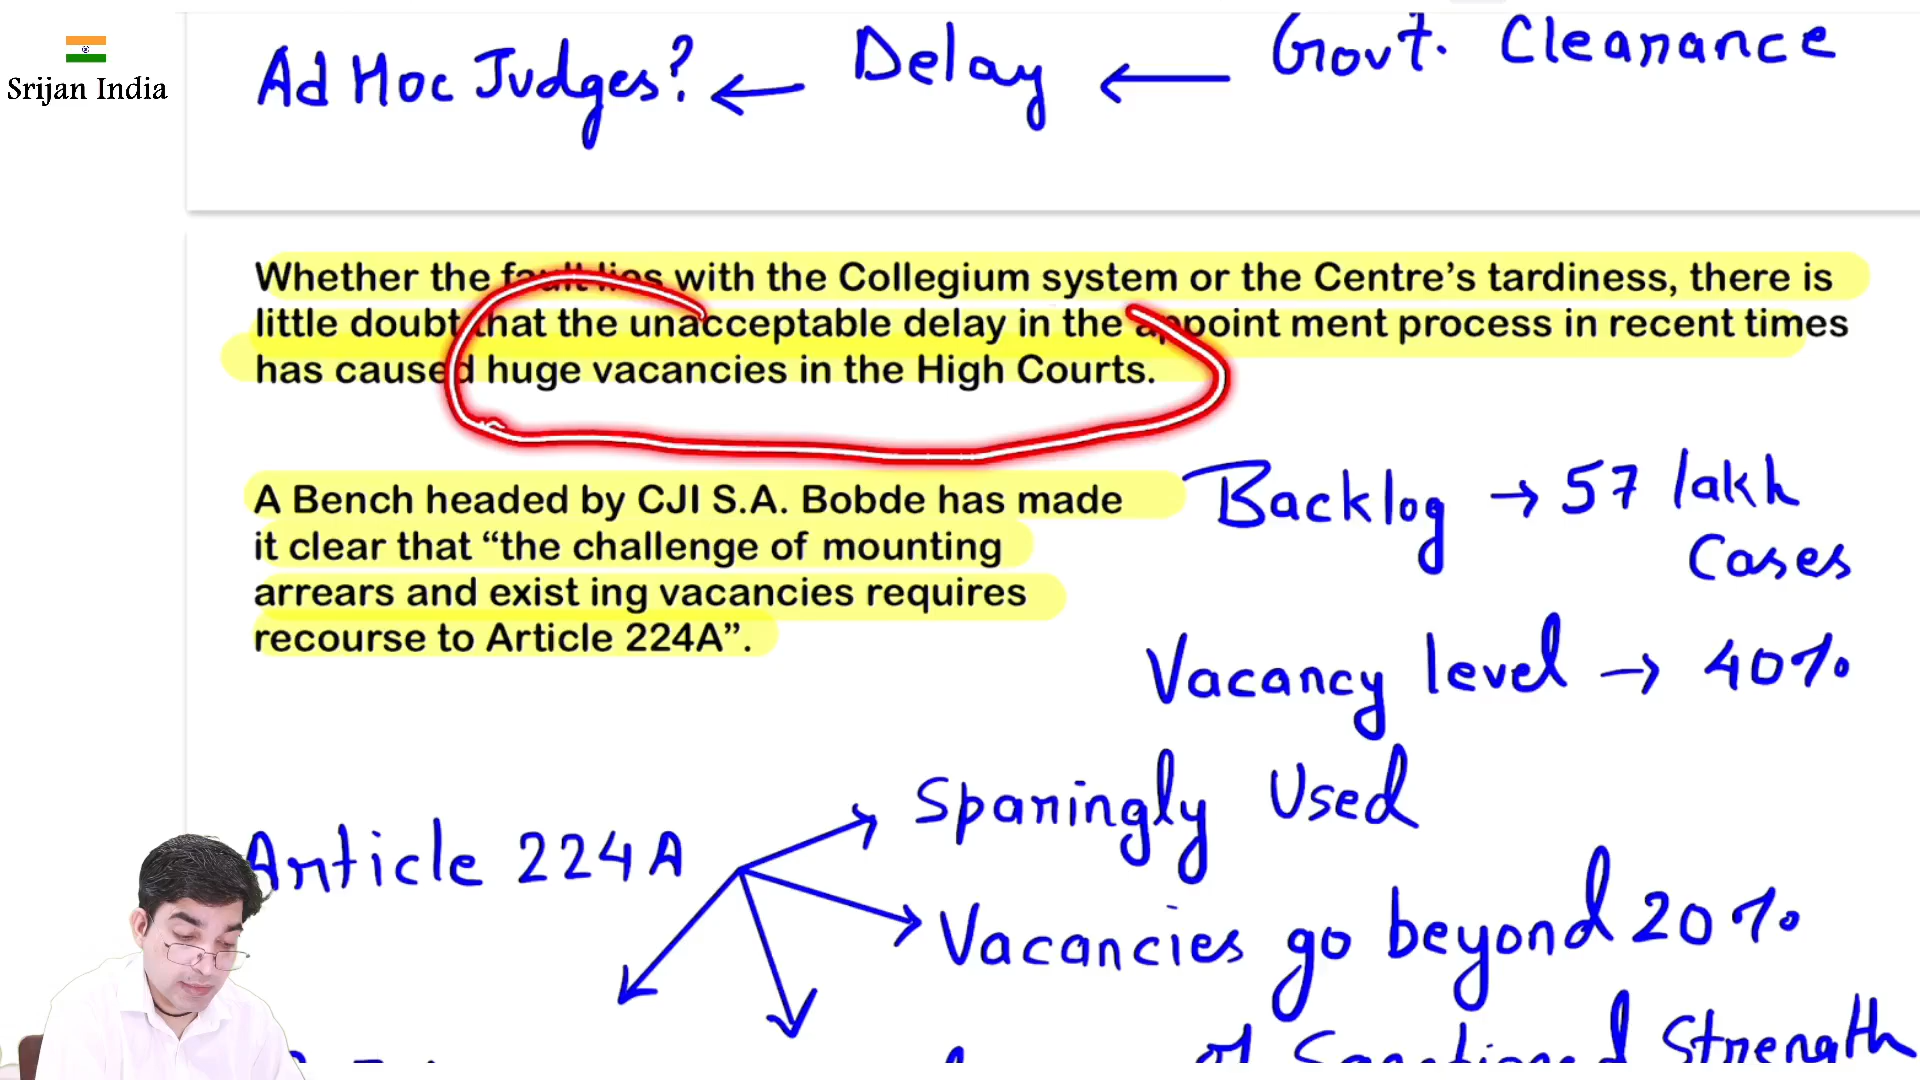 Srijan India
Ad Hoc Judges? ← Delay ← Govt. Clearance
Whether the fault lies with the Collegium system or the Centre’s tardiness, there is
little doubt that the unacceptable delay in the appoint ment process in recent times
has caused huge vacancies in the High Courts.
A Bench headed by CJI S.A. Bobde has made
it clear that “the challenge of mounting
arrears and exist ing vacancies requires
recourse to Article 224A”.
Backlog → 57 lakh
Cases
Vacancy level → 40%
Sparingly Used
Article 224A
Vacancies go beyond 20%
of Sanctioned Strength